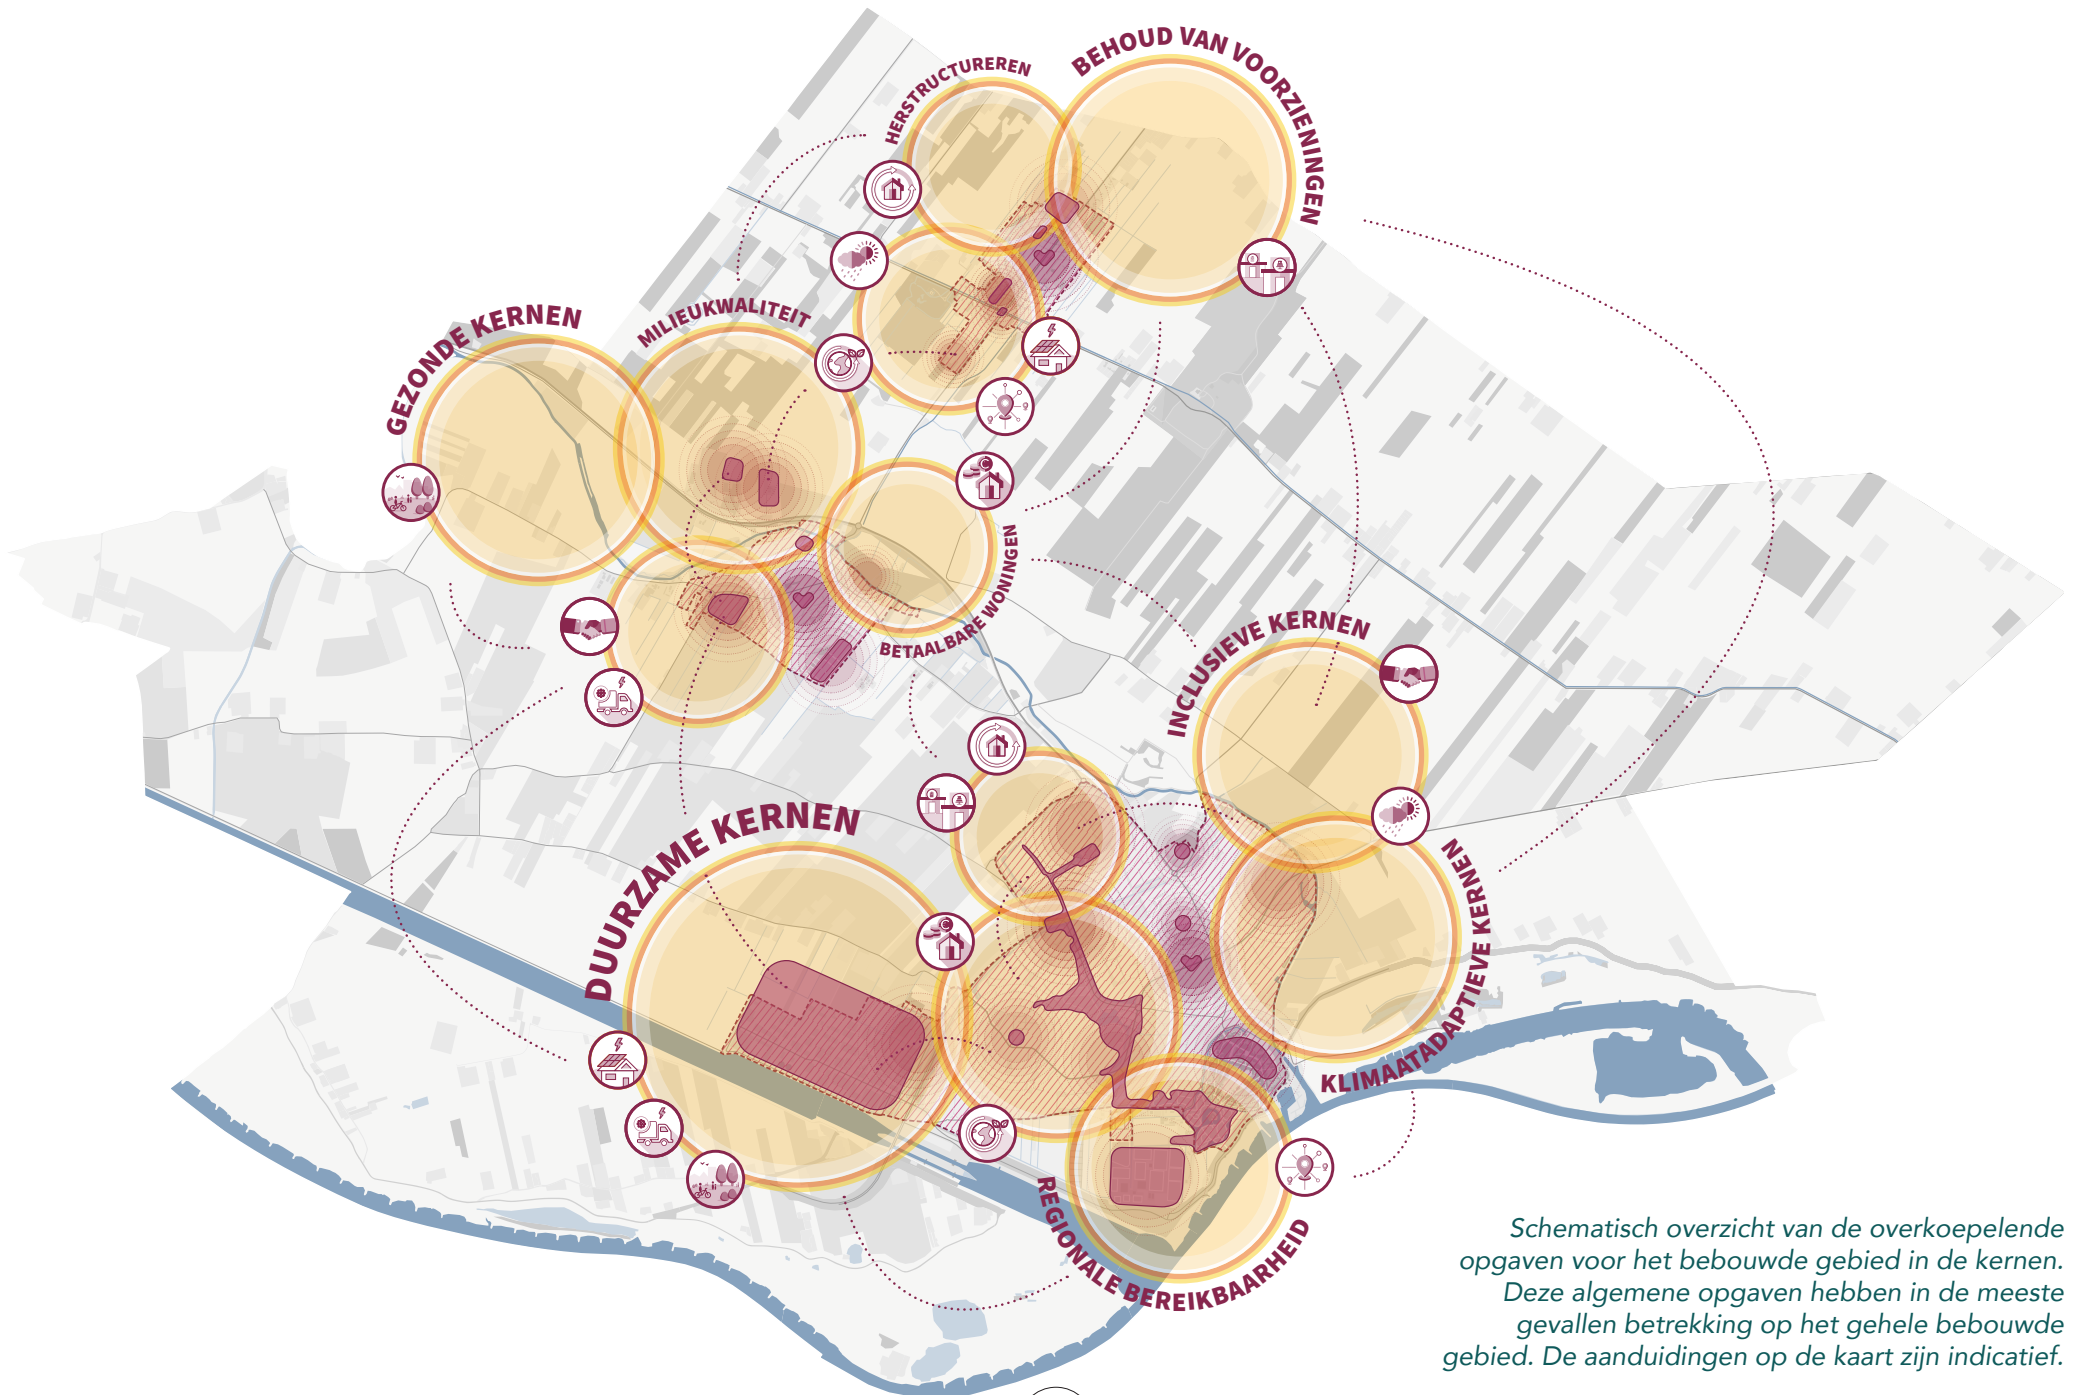 HERSTRUCTUREREN
BEHOUD VAN VOORZIENINGEN
GEZONDE KERNEN
MILIEUKWALITEIT
BETAALBARE WONINGEN
INCLUSIEVE KERNEN
DUURZAME KERNEN
KLIMAATADAPTIEVE KERNEN
REGIONALE BEREIKBAARHEID
Schematisch overzicht van de overkoepelende
opgaven voor het bebouwde gebied in de kernen.
Deze algemene opgaven hebben in de meeste
gevallen betrekking op het gehele bebouwde
gebied. De aanduidingen op de kaart zijn indicatief.